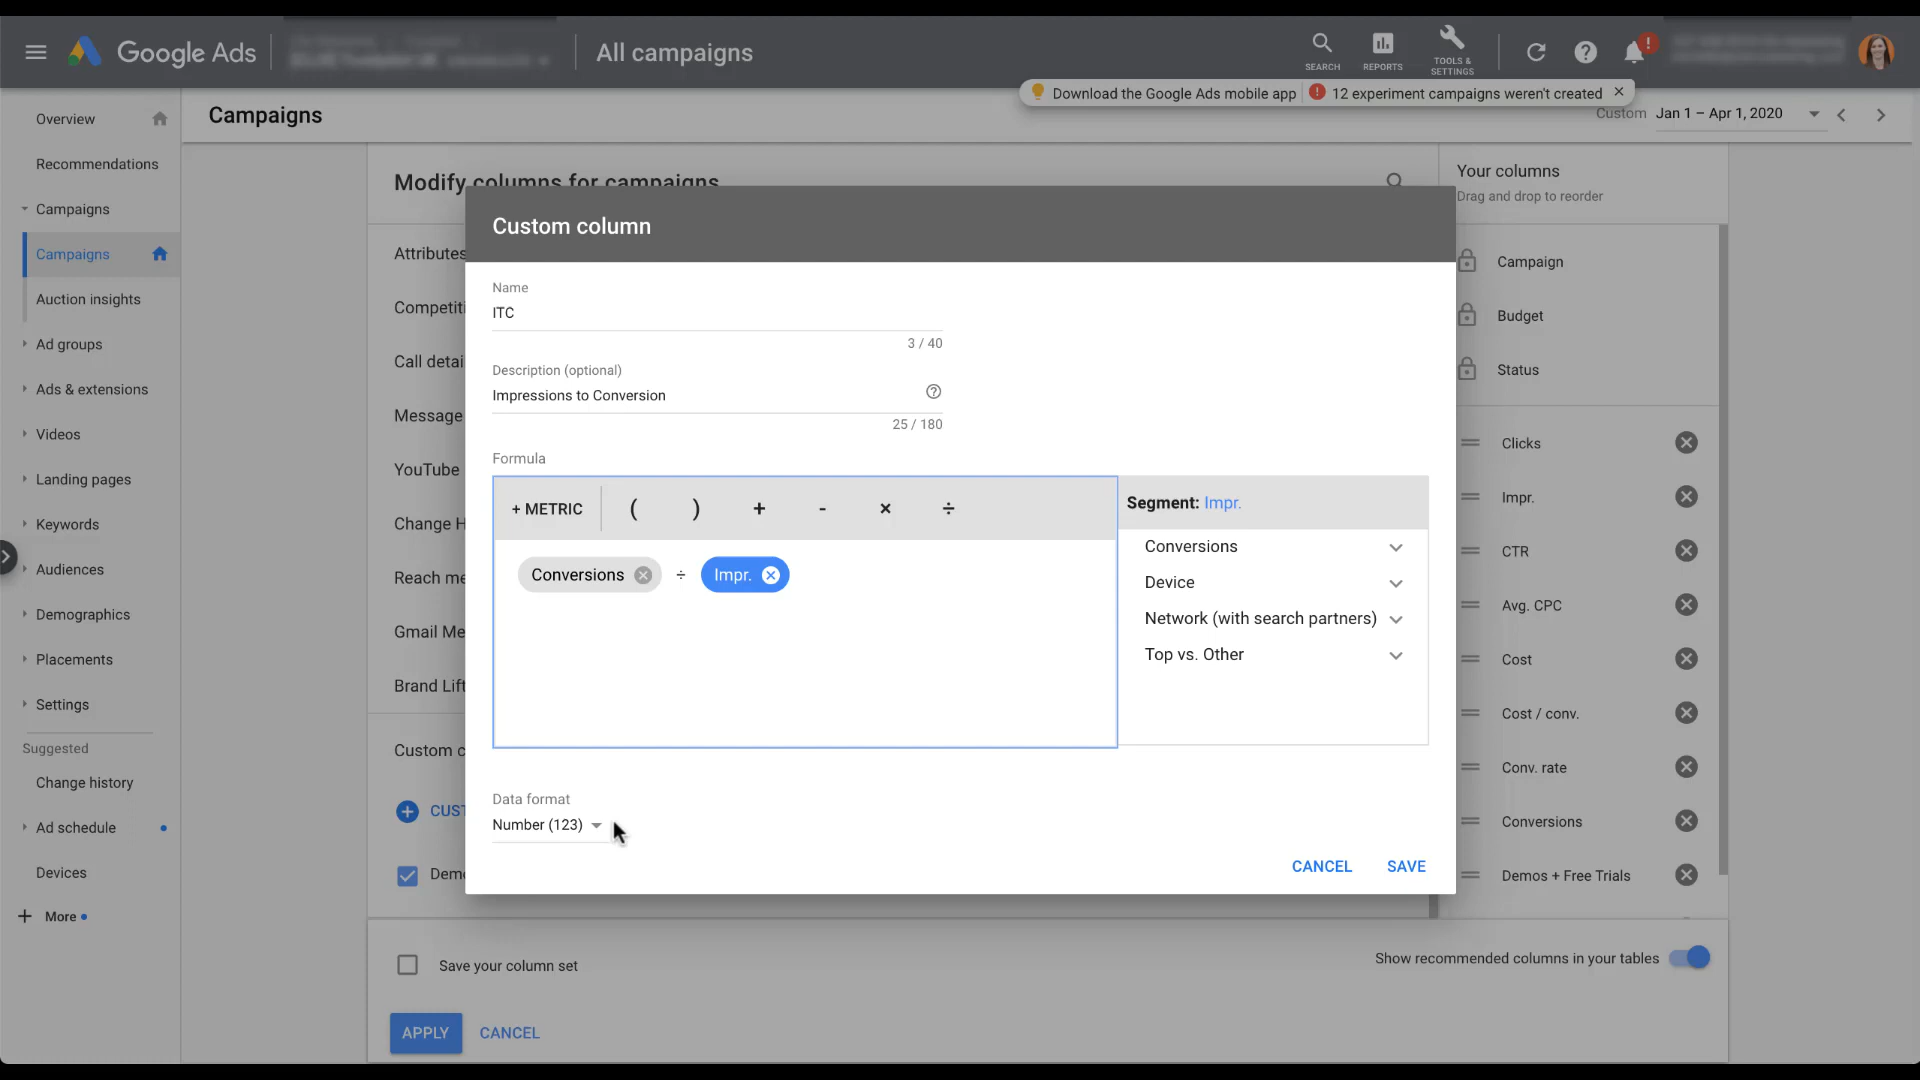 Google Ads
All campaigns
SEARCH
REPORTS
TOOLS &
SETTINGS
!
Download the Google Ads mobile app
! 12 experiment campaigns weren't created
Overview
Recommendations
Campaigns
Campaigns
Auction insights
Ad groups
Ads & extensions
Videos
Landing pages
Keywords
Audiences
Demographics
Placements
Settings
Suggested
Change history
Ad schedule
Devices
+ More
Campaigns
Custom Jan 1 – Apr 1, 2020
Modify columns for campaigns
Attributes
Competiti
Call detai
Message
YouTube
Change H
Reach me
Gmail Me
Brand Lift
Custom c
CUST
Demo
Custom column
Name
ITC
3 / 40
Description (optional)
Impressions to Conversion
25 / 180
Formula
+ METRIC ( ) + - × ÷
Conversions ÷ Impr.
Segment: Impr.
Conversions
Device
Network (with search partners)
Top vs. Other
Data format
Number (123)
CANCEL SAVE
Your columns
Drag and drop to reorder
Campaign
Budget
Status
Clicks
Impr.
CTR
Avg. CPC
Cost
Cost / conv.
Conv. rate
Conversions
Demos + Free Trials
Save your column set
Show recommended columns in your tables
APPLY CANCEL